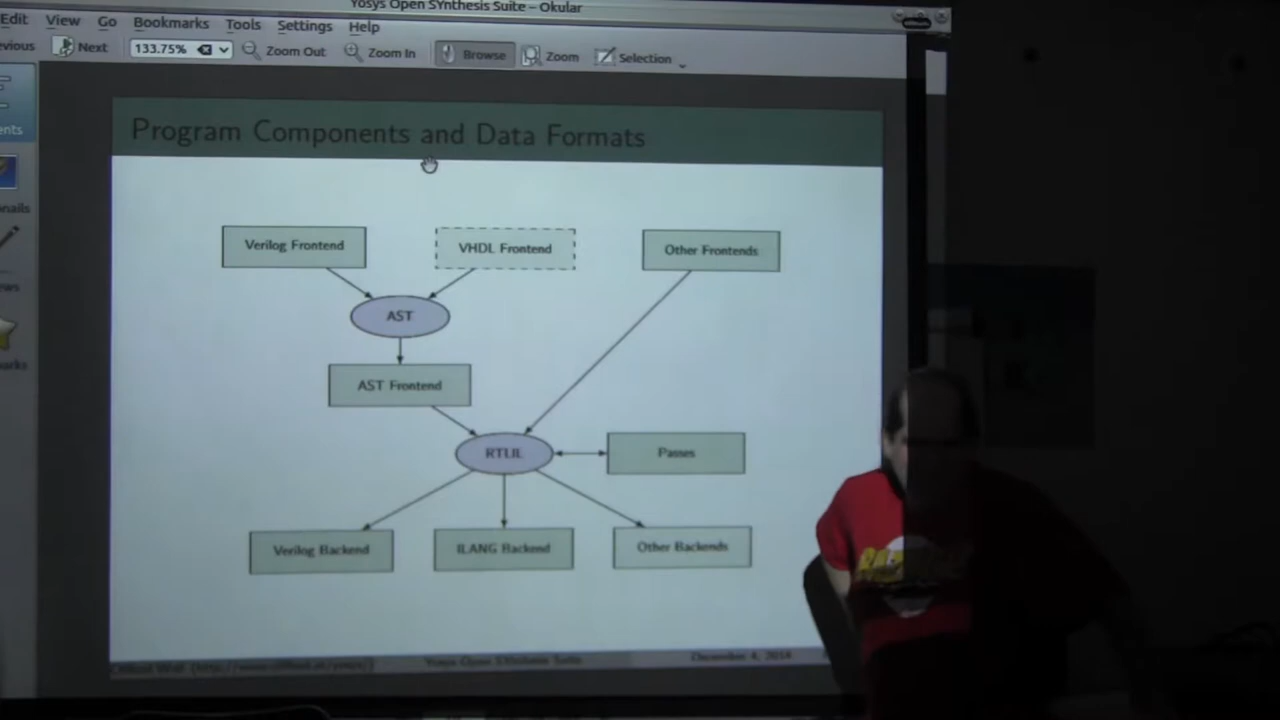 Yosys Open SYnthesis Suite – Okular
Edit View Go Bookmarks Tools Settings Help
Next 133.75% Zoom Out Zoom In Browse Zoom Selection
Program Components and Data Formats
Verilog Frontend VHDL Frontend Other Frontends
AST
AST Frontend
RTLIL Passes
Verilog Backend ILANG Backend Other Backends
Yosys Open SYnthesis Suite December 4, 2014